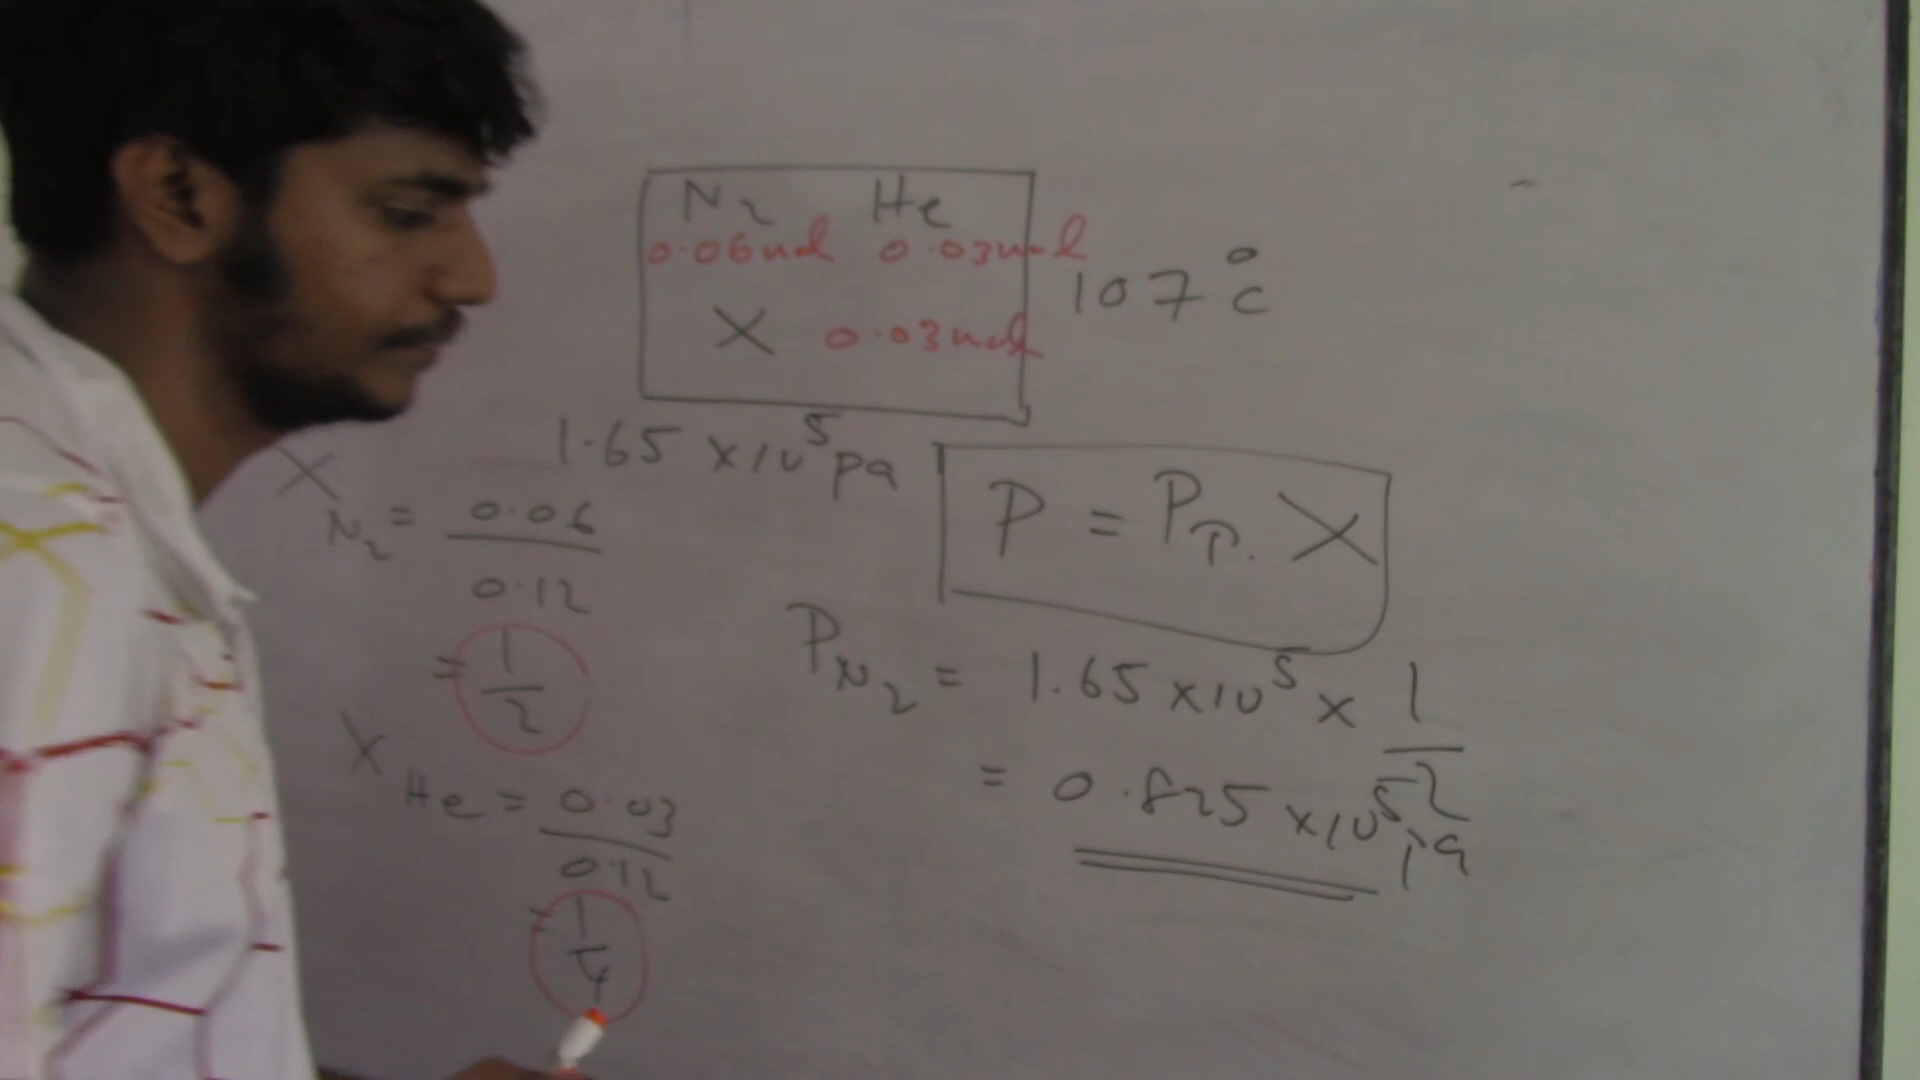 N2 He
0.06mol 0.03mol
X 0.03mol
107°C
1.65 x10^5 pa
P = PT. X
XN2 = 0.06
0.12
= 1
2
PN2 = 1.65 x10^5 x 1
2
= 0.825 x10^5 pa
XHe = 0.03
0.12
= 1
4